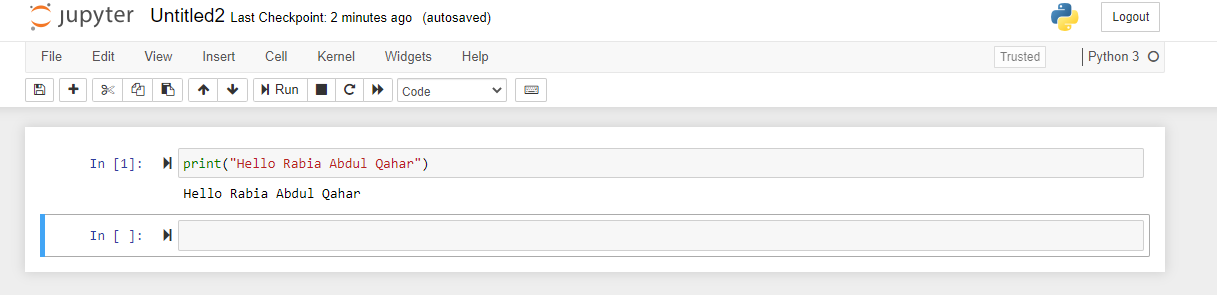 jupyter Untitled2 Last Checkpoint: 2 minutes ago (autosaved) Logout
File Edit View Insert Cell Kernel Widgets Help Trusted Python 3
Run Code
In [1]: print("Hello Rabia Abdul Qahar")
Hello Rabia Abdul Qahar
In [ ]: